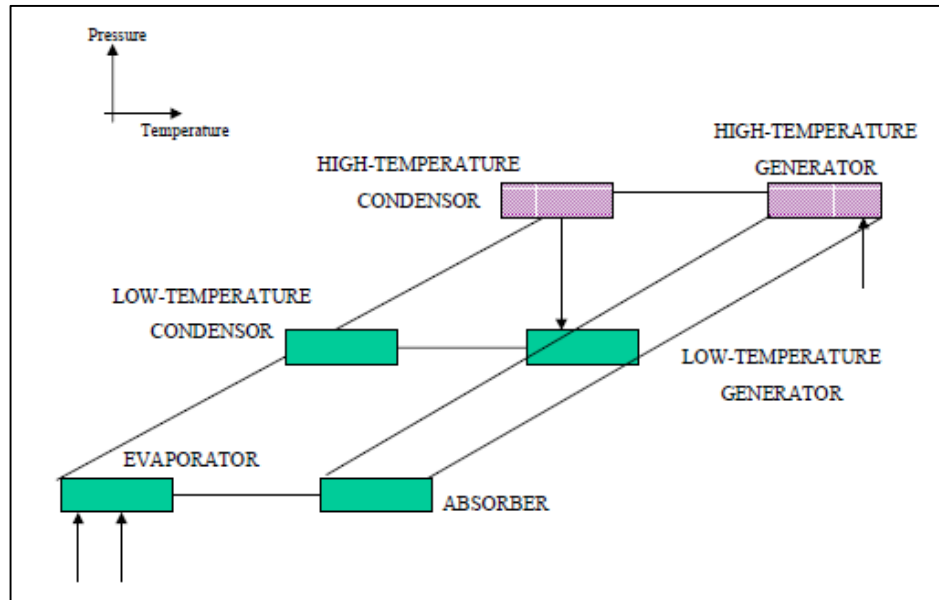 Pressure
Temperature
HIGH-TEMPERATURE
GENERATOR
HIGH-TEMPERATURE
CONDENSOR
LOW-TEMPERATURE
CONDENSOR
LOW-TEMPERATURE
GENERATOR
EVAPORATOR
ABSORBER